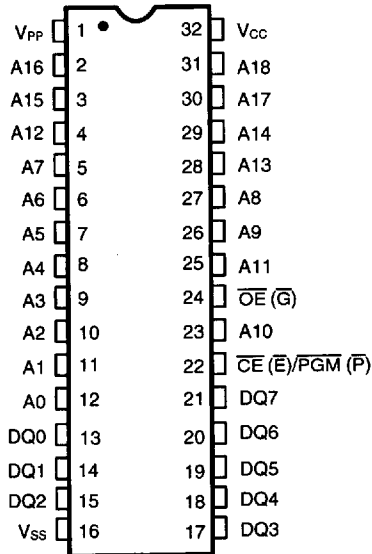 VPP 1 32 VCC
A16 2 31 A18
A15 3 30 A17
A12 4 29 A14
A7 5 28 A13
A6 6 27 A8
A5 7 26 A9
A4 8 25 A11
A3 9 24 O̅E̅ (G̅)
A2 10 23 A10
A1 11 22 C̅E̅ (E̅)/P̅G̅M̅ (P̅)
A0 12 21 DQ7
DQ0 13 20 DQ6
DQ1 14 19 DQ5
DQ2 15 18 DQ4
VSS 16 17 DQ3